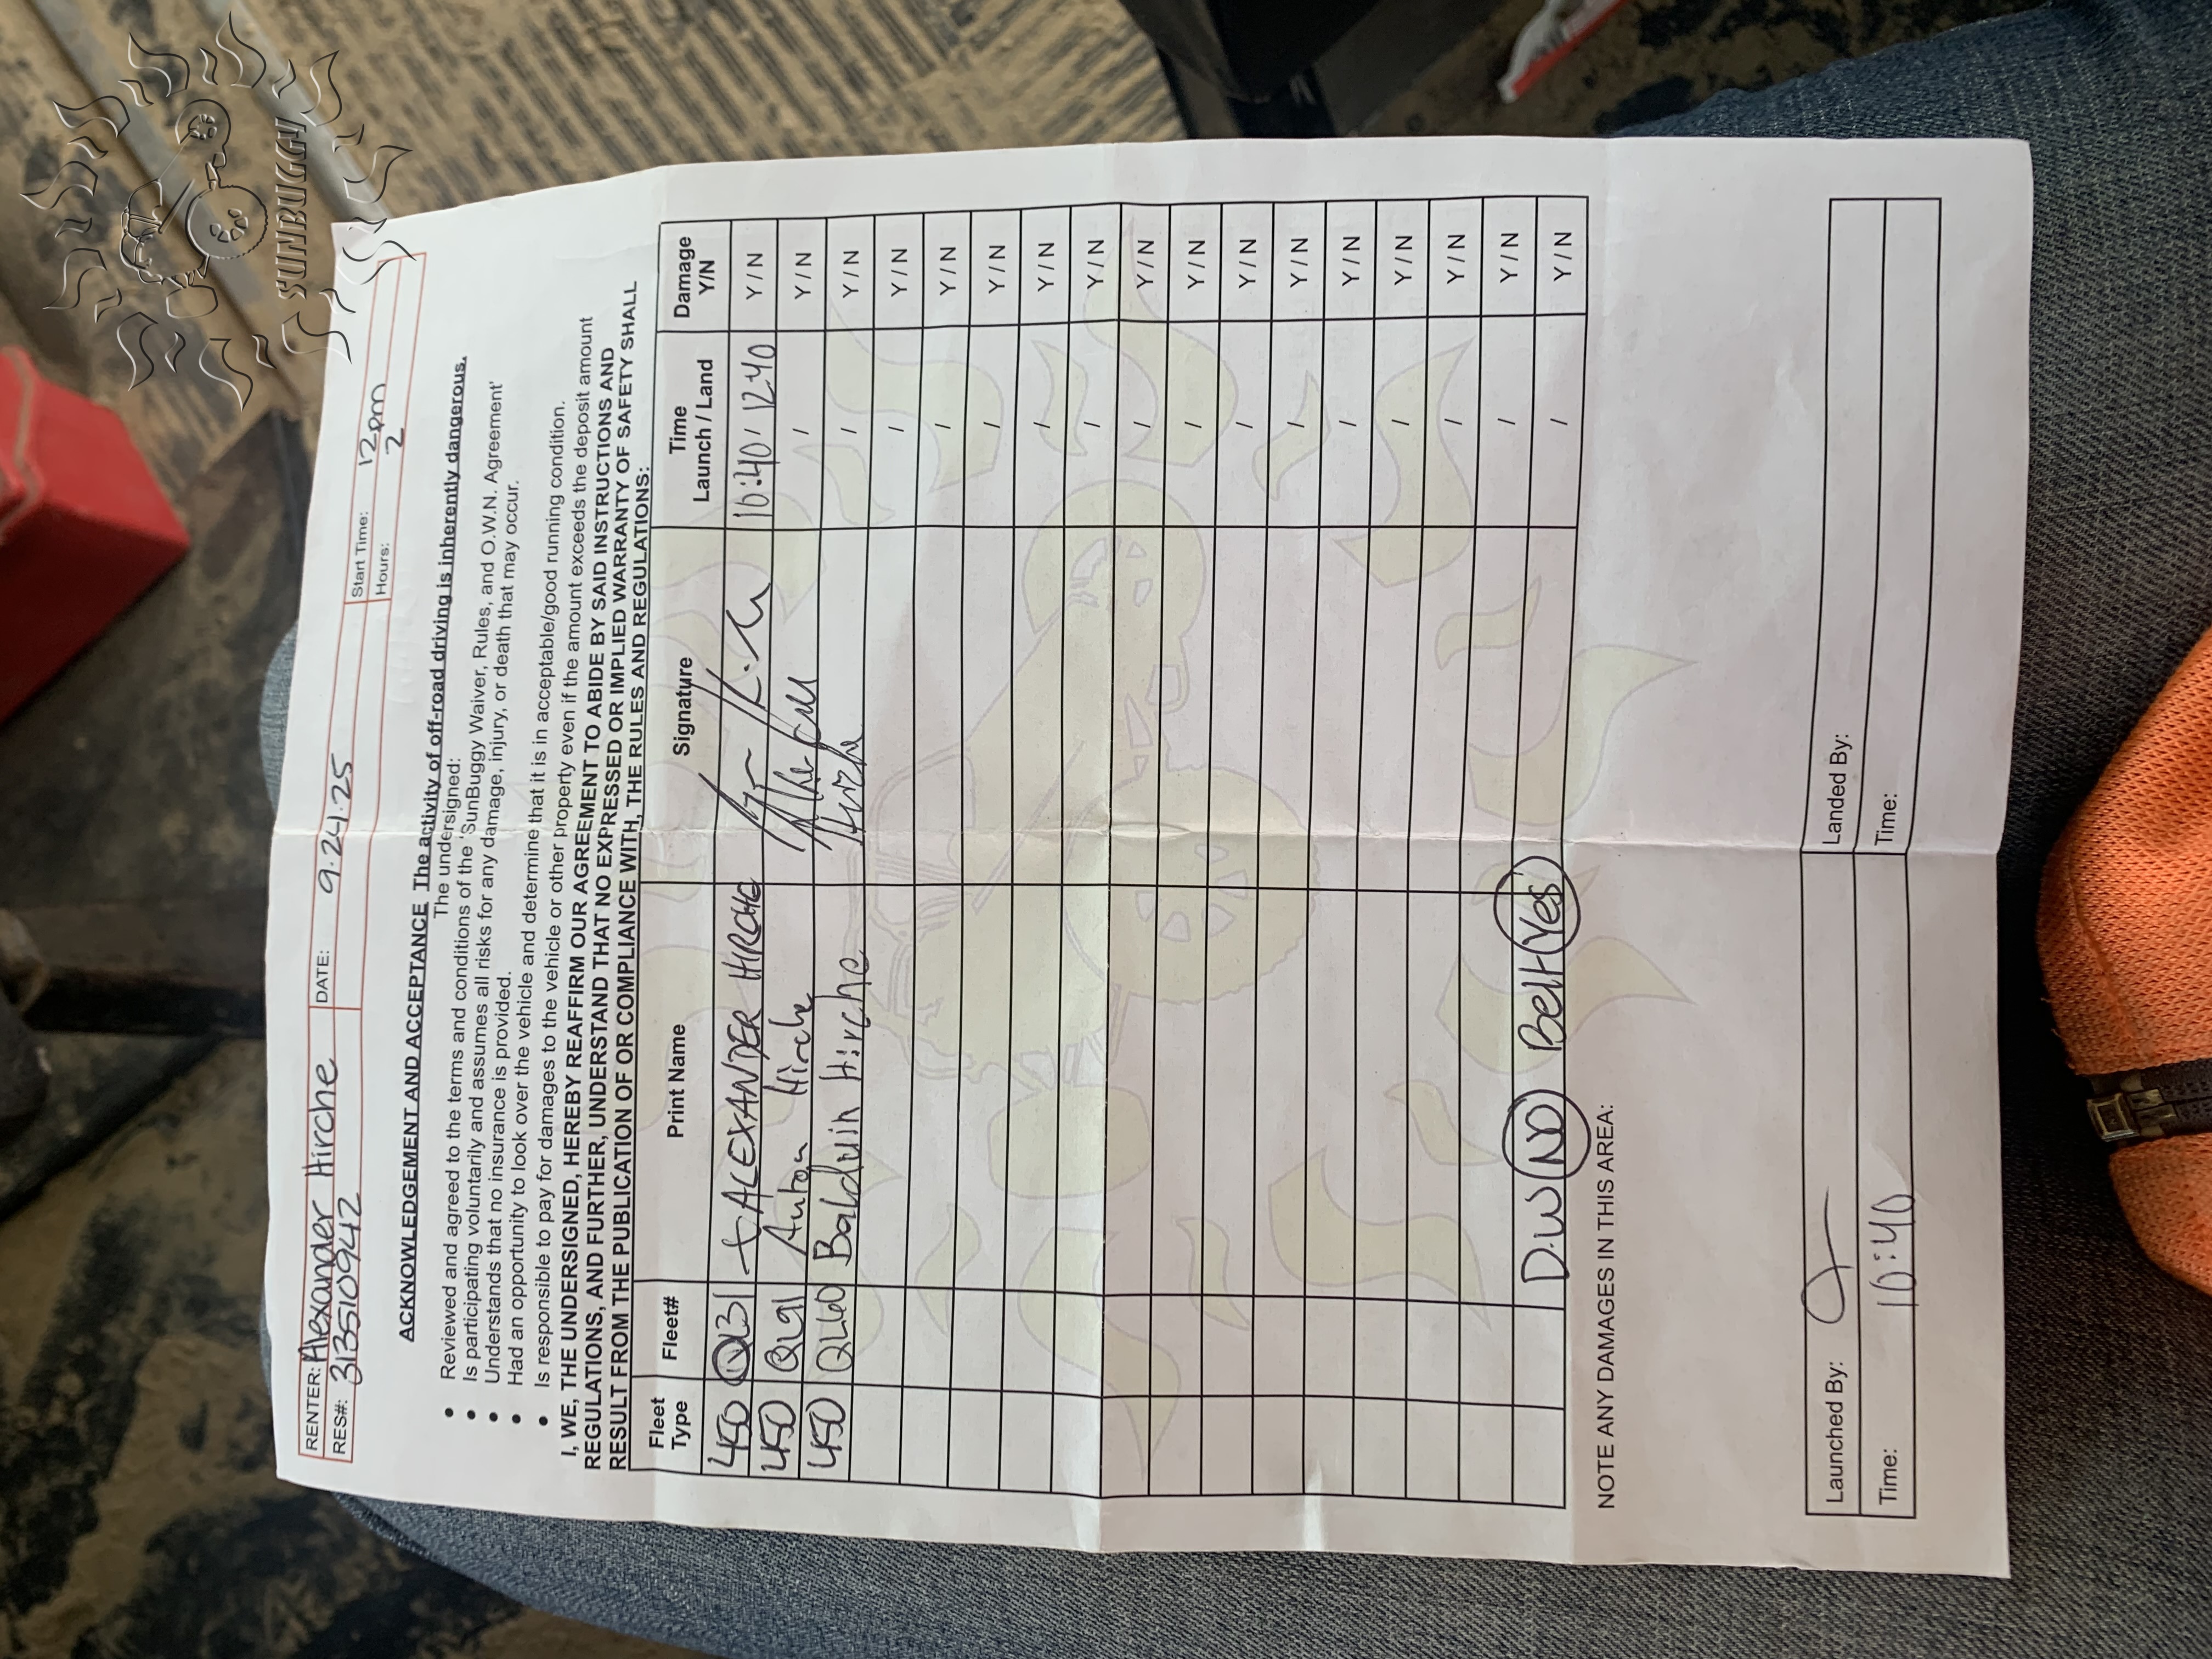 SUNBUGGY
RENTER: Alexander Hirche DATE: 9.24.25
RES#: 313510942 Start Time: 12pm
Hours: 2
ACKNOWLEDGEMENT AND ACCEPTANCE The activity of off-road driving is inherently dangerous.
The undersigned:
• Reviewed and agreed to the terms and conditions of the 'SunBuggy Waiver, Rules, and O.W.N. Agreement'
• Is participating voluntarily and assumes all risks for any damage, injury, or death that may occur.
• Understands that no insurance is provided.
• Had an opportunity to look over the vehicle and determine that it is in acceptable/good running condition.
• Is responsible to pay for damages to the vehicle or other property even if the amount exceeds the deposit amount
I, WE, THE UNDERSIGNED, HEREBY REAFFIRM OUR AGREEMENT TO ABIDE BY SAID INSTRUCTIONS AND
REGULATIONS, AND FURTHER, UNDERSTAND THAT NO EXPRESSED OR IMPLIED WARRANTY OF SAFETY SHALL
RESULT FROM THE PUBLICATION OF OR COMPLIANCE WITH, THE RULES AND REGULATIONS:
Fleet Type Fleet# Print Name Signature Time Launch / Land Damage Y/N
450 QL31 ALEXANDER HIRCHE 10:40 / 12:40 Y / N
450 QL91 Anton Hirche / Y / N
450 QL40 Baldwin Hirche Hirche / Y / N
/ Y / N
/ Y / N
/ Y / N
/ Y / N
/ Y / N
/ Y / N
/ Y / N
/ Y / N
/ Y / N
/ Y / N
/ Y / N
/ Y / N
/ Y / N
D.W NO Belt Yes / Y / N
NOTE ANY DAMAGES IN THIS AREA:
Launched By: Landed By:
Time: 10:40 Time: